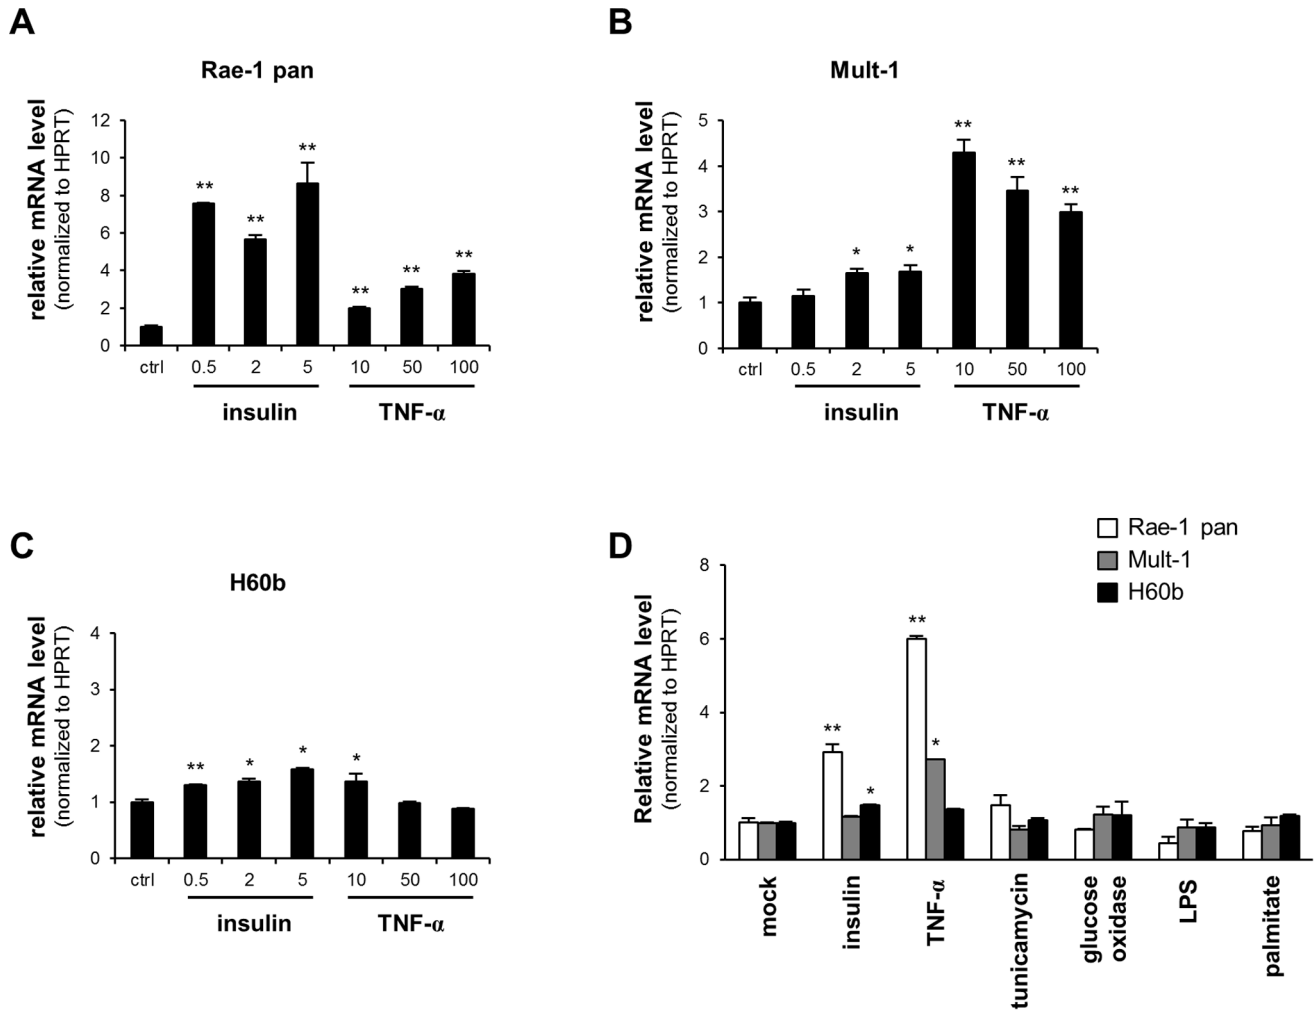 A
Rae-1 pan
relative mRNA level
(normalized to HPRT)
12
10
8
6
4
2
0
**
**
**
**
**
**
ctrl 0.5 2 5 10 50 100
insulin TNF-α
B
Mult-1
relative mRNA level
(normalized to HPRT)
5
4
3
2
1
0
*
*
**
**
**
ctrl 0.5 2 5 10 50 100
insulin TNF-α
C
H60b
relative mRNA level
(normalized to HPRT)
4
3
2
1
0
**
*
*
*
ctrl 0.5 2 5 10 50 100
insulin TNF-α
D
Rae-1 pan
Mult-1
H60b
Relative mRNA level
(normalized to HPRT)
8
6
4
2
0
**
*
**
*
mock
insulin
TNF-α
tunicamycin
glucose
oxidase
LPS
palmitate